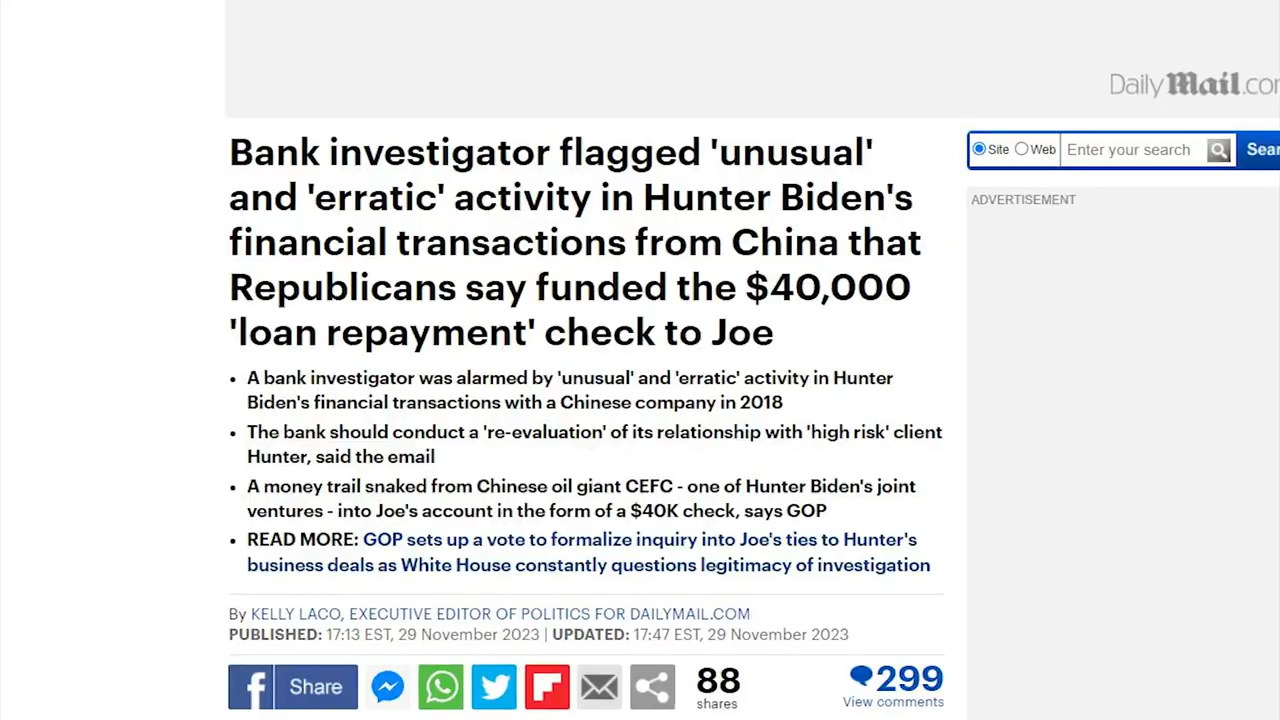 DailyMail.com
Bank investigator flagged 'unusual'
and 'erratic' activity in Hunter Biden's
financial transactions from China that
Republicans say funded the $40,000
'loan repayment' check to Joe
Site Web Enter your search Sear
ADVERTISEMENT
• A bank investigator was alarmed by 'unusual' and 'erratic' activity in Hunter
Biden's financial transactions with a Chinese company in 2018
• The bank should conduct a 're-evaluation' of its relationship with 'high risk' client
Hunter, said the email
• A money trail snaked from Chinese oil giant CEFC - one of Hunter Biden's joint
ventures - into Joe's account in the form of a $40K check, says GOP
• READ MORE: GOP sets up a vote to formalize inquiry into Joe's ties to Hunter's
business deals as White House constantly questions legitimacy of investigation
By KELLY LACO, EXECUTIVE EDITOR OF POLITICS FOR DAILYMAIL.COM
PUBLISHED: 17:13 EST, 29 November 2023 | UPDATED: 17:47 EST, 29 November 2023
f Share
88
shares
299
View comments